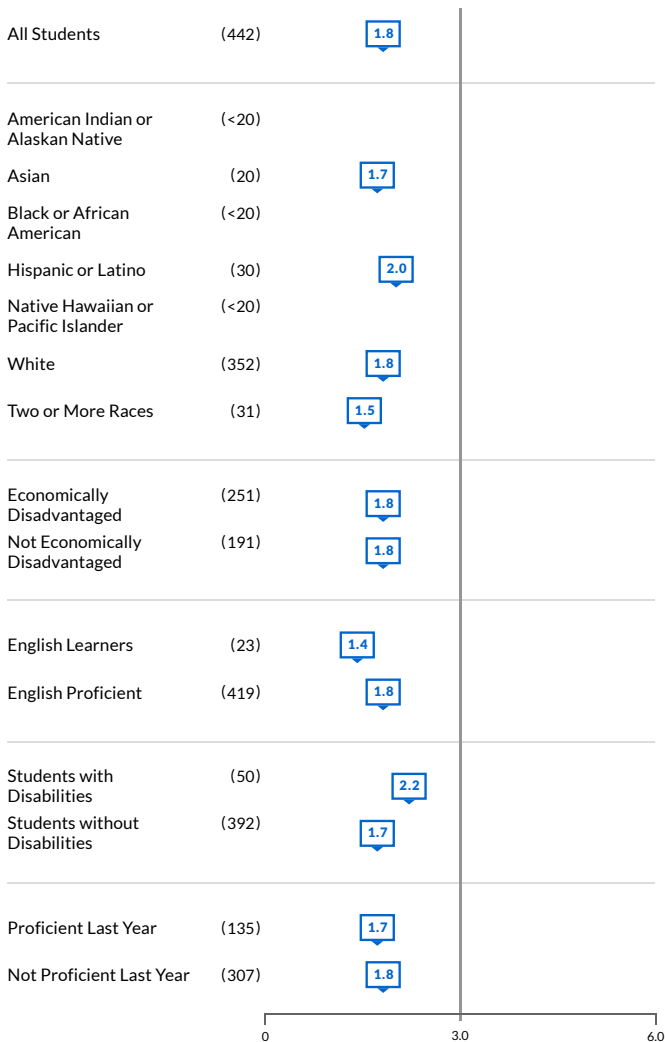 All Students (442) 1.8
American Indian or (<20)
Alaskan Native
Asian (20) 1.7
Black or African (<20)
American
Hispanic or Latino (30) 2.0
Native Hawaiian or (<20)
Pacific Islander
White (352) 1.8
Two or More Races (31) 1.5
Economically (251) 1.8
Disadvantaged
Not Economically (191) 1.8
Disadvantaged
English Learners (23) 1.4
English Proficient (419) 1.8
Students with (50) 2.2
Disabilities
Students without (392) 1.7
Disabilities
Proficient Last Year (135) 1.7
Not Proficient Last Year (307) 1.8
0 3.0 6.0